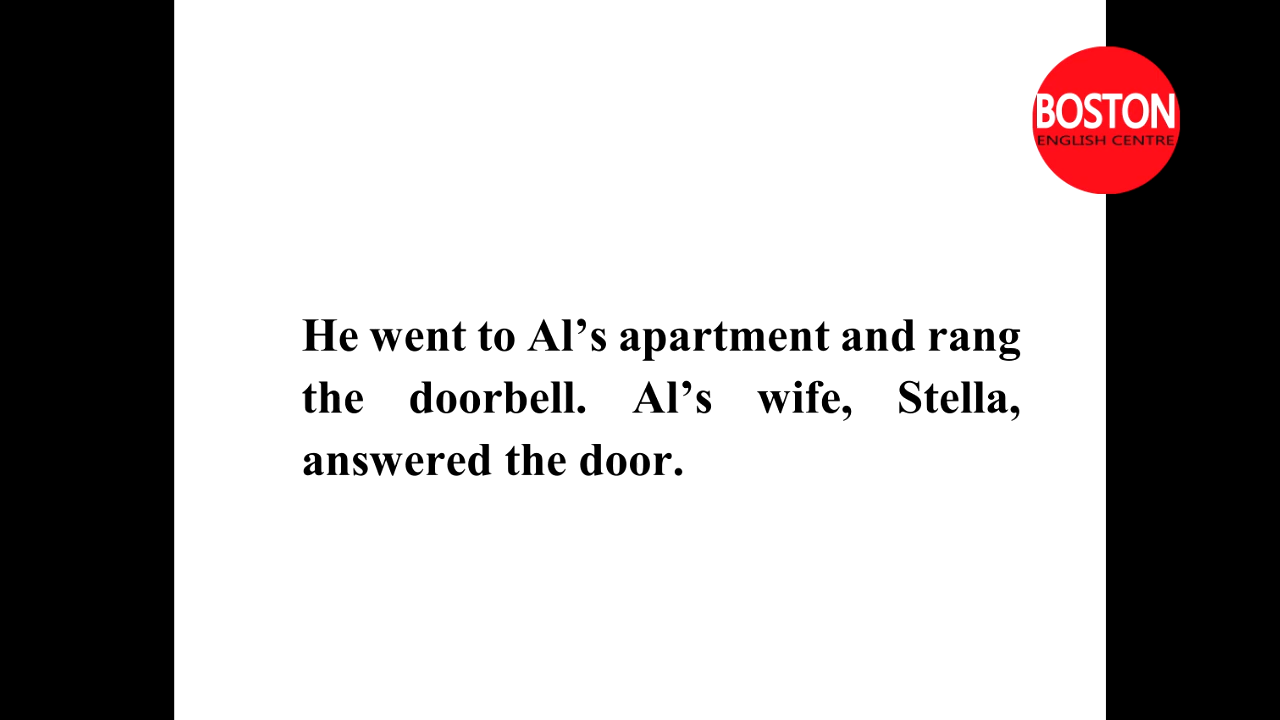 BOSTON
ENGLISH CENTRE
He went to Al’s apartment and rang
the doorbell. Al’s wife, Stella,
answered the door.